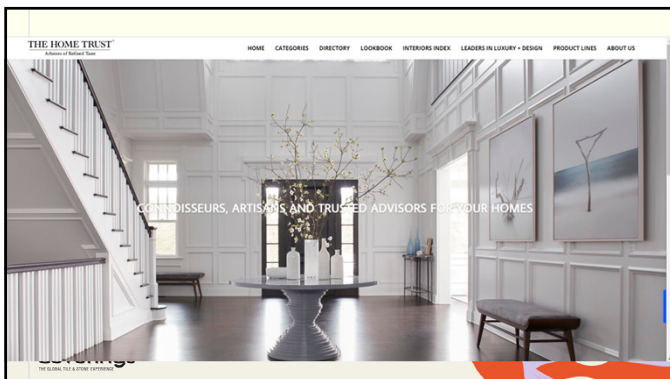 THE HOME TRUST
Advisors of Refined Taste
HOME CATEGORIES DIRECTORY LOOKBOOK INTERIORS INDEX LEADERS IN LUXURY + DESIGN PRODUCT LINES ABOUT US
CONNOISSEURS, ARTISANS AND TRUSTED ADVISORS FOR YOUR HOMES
THE GLOBAL TILE & STONE EXPERIENCE